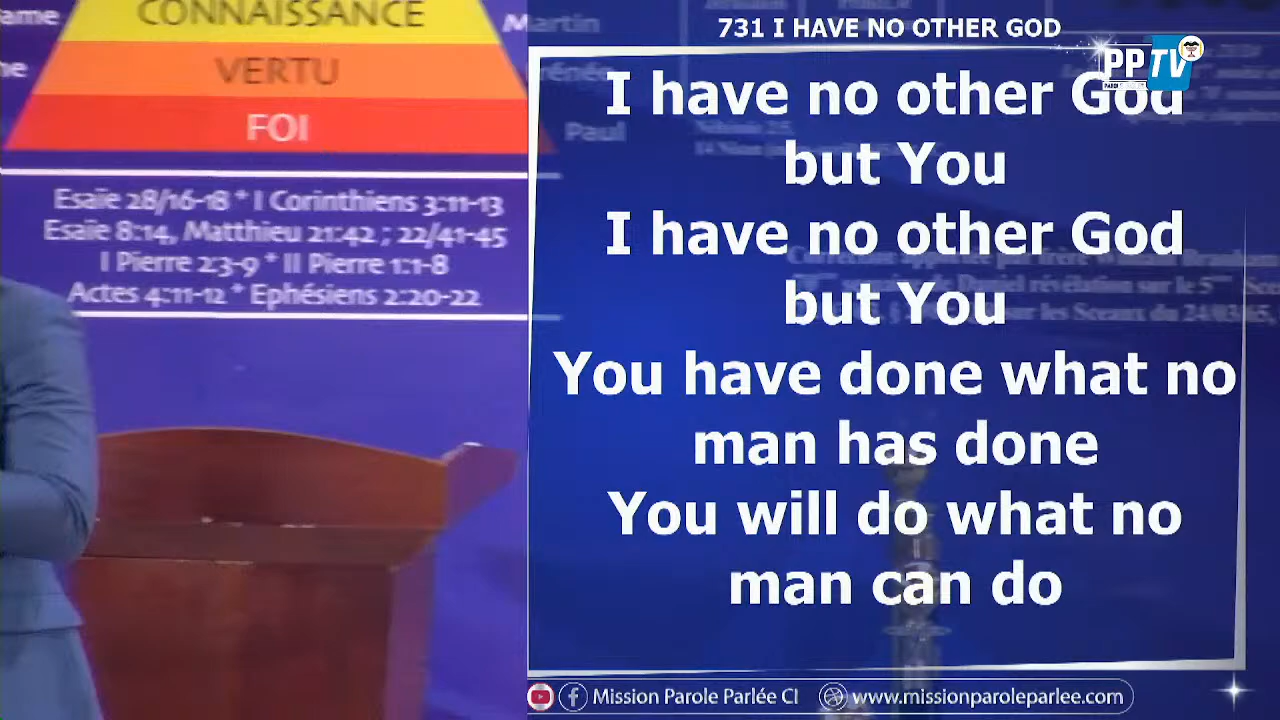 CONNAISSANCE
VERTU
FOI
Martin
Paul
Esaïe 28/16-18 * I Corinthiens 3:11-13
Esaïe 8:14, Matthieu 21:42 ; 22/41-45
I Pierre 2:3-9 * II Pierre 1:1-8
Actes 4:11-12 * Ephésiens 2:20-22
731 I HAVE NO OTHER GOD
PPTV
I have no other God
but You
I have no other God
but You
You have done what no
man has done
You will do what no
man can do
Mission Parole Parlée CI
www.missionparoleparlee.com